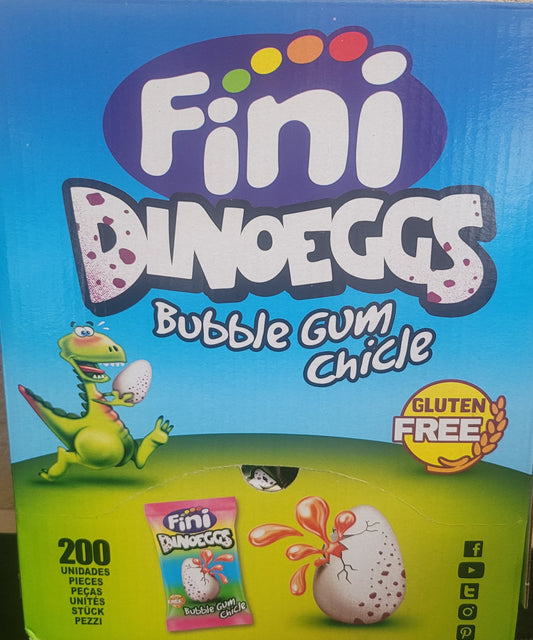 Fini
DINOEGGS
Bubble Gum
Chicle
GLUTEN
FREE
200
UNIDADES
PIECES
PEÇAS
UNITÉS
STÜCK
PEZZI
Fini
DINOEGGS
Bubble Gum
Chicle